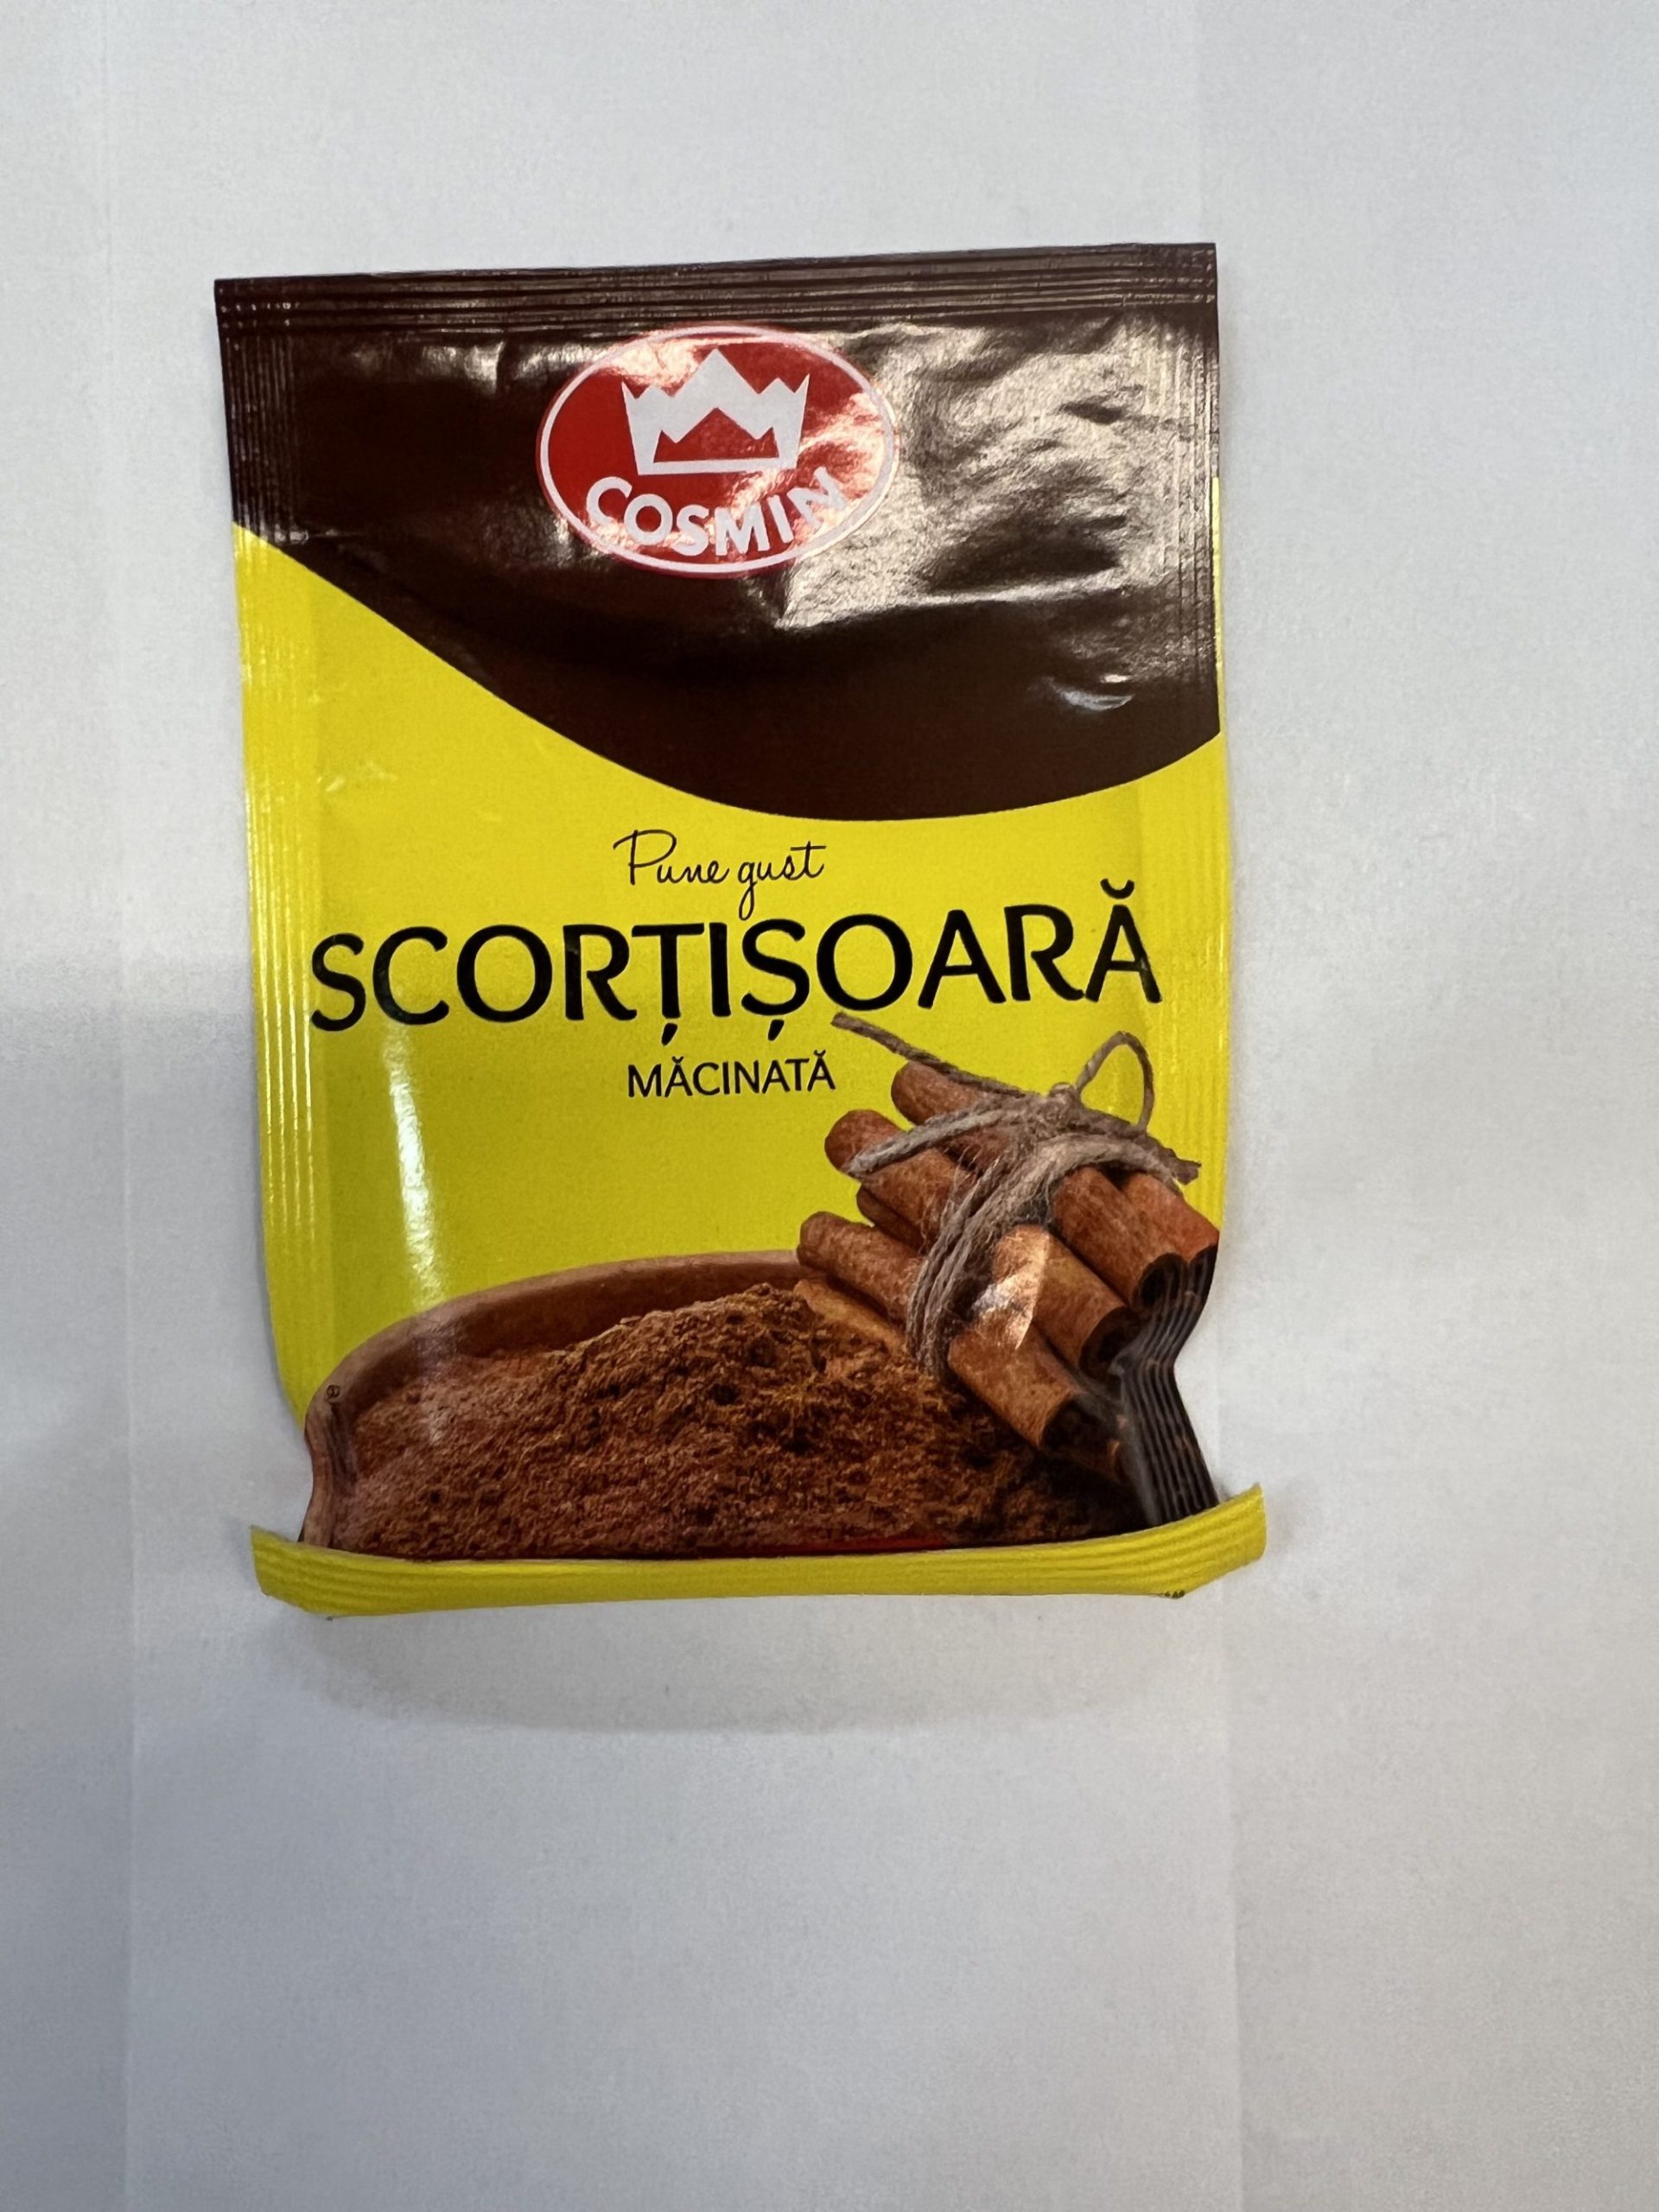 COSMIN
Pune gust
SCORȚIȘOARĂ
MĂCINATĂ